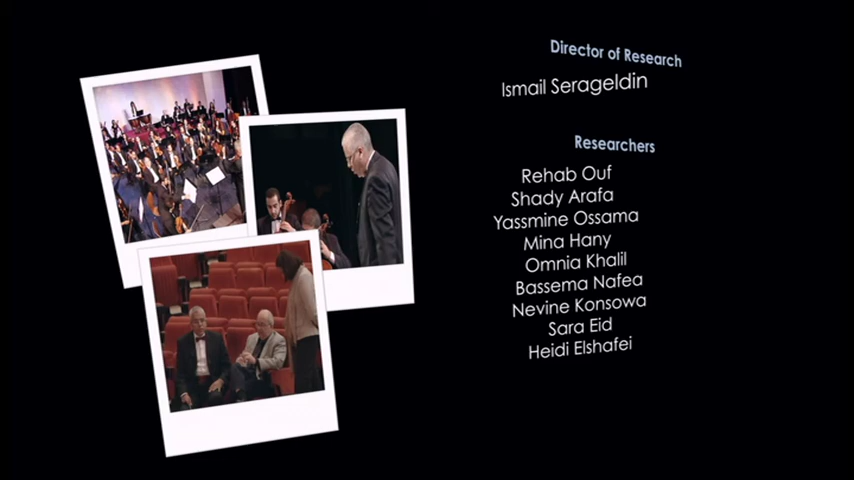 Director of Research
Ismail Serageldin
Researchers
Rehab Ouf
Shady Arafa
Yassmine Ossama
Mina Hany
Omnia Khalil
Bassema Nafea
Nevine Konsowa
Sara Eid
Heidi Elshafei